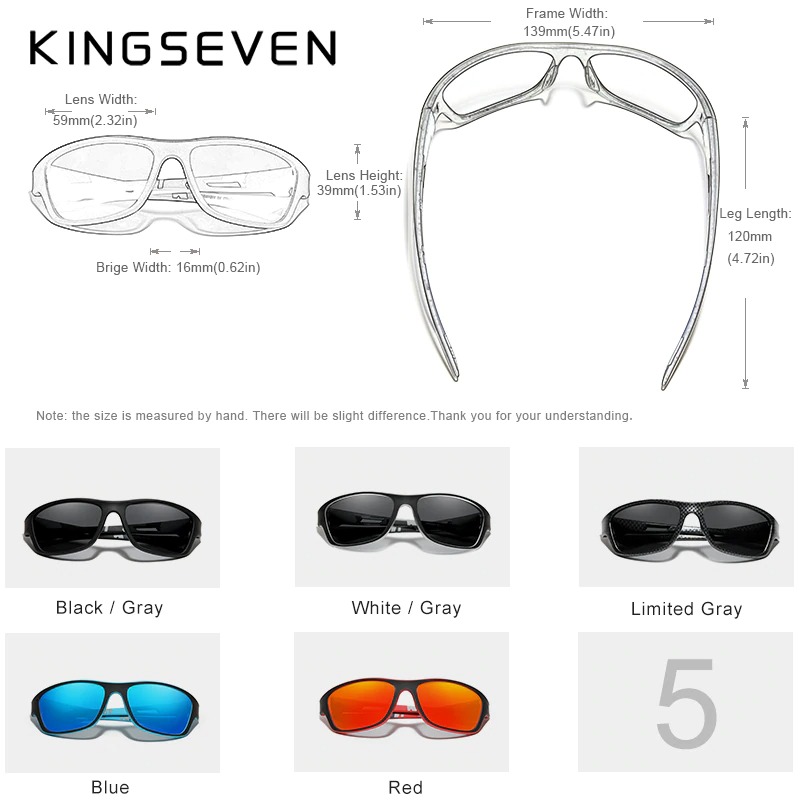 KINGSEVEN
Frame Width:
139mm(5.47in)
Lens Width:
59mm(2.32in)
Lens Height:
39mm(1.53in)
Brige Width: 16mm(0.62in)
Leg Length:
120mm
(4.72in)
Note: the size is measured by hand. There will be slight difference.Thank you for your understanding.
Black / Gray
White / Gray
Limited Gray
Blue
Red
5